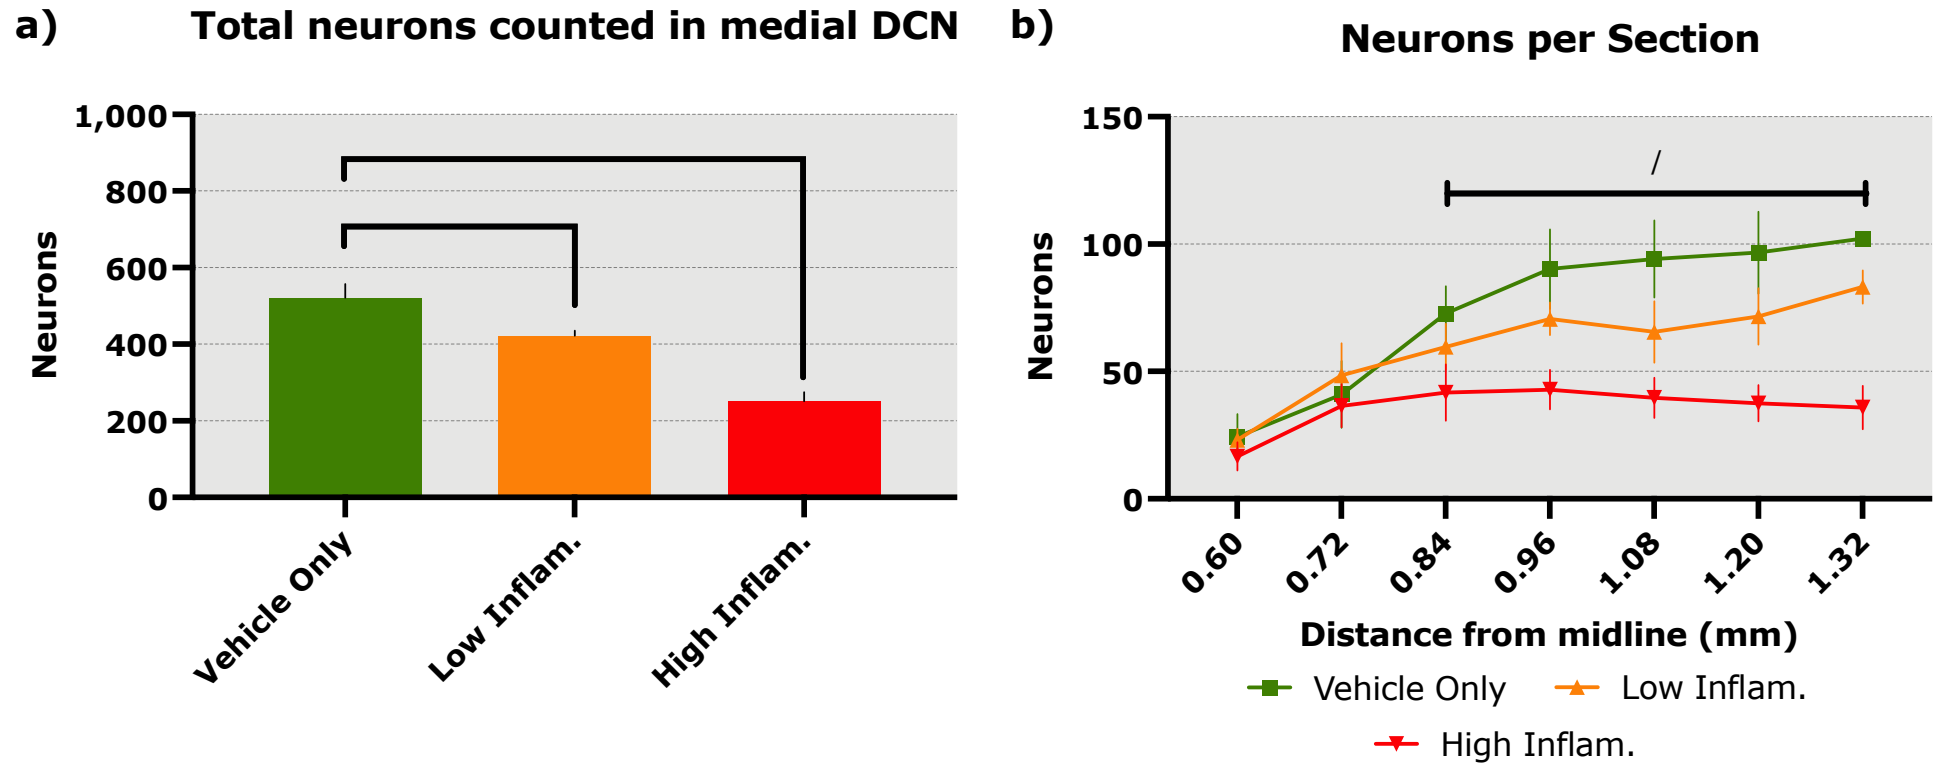 a)
Total neurons counted in medial DCN
Neurons
1,000
800
600
400
200
0
Vehicle Only
Low Inflam.
High Inflam.
b)
Neurons per Section
Neurons
150
100
50
0
/
0.60
0.72
0.84
0.96
1.08
1.20
1.32
Distance from midline (mm)
Vehicle Only
Low Inflam.
High Inflam.